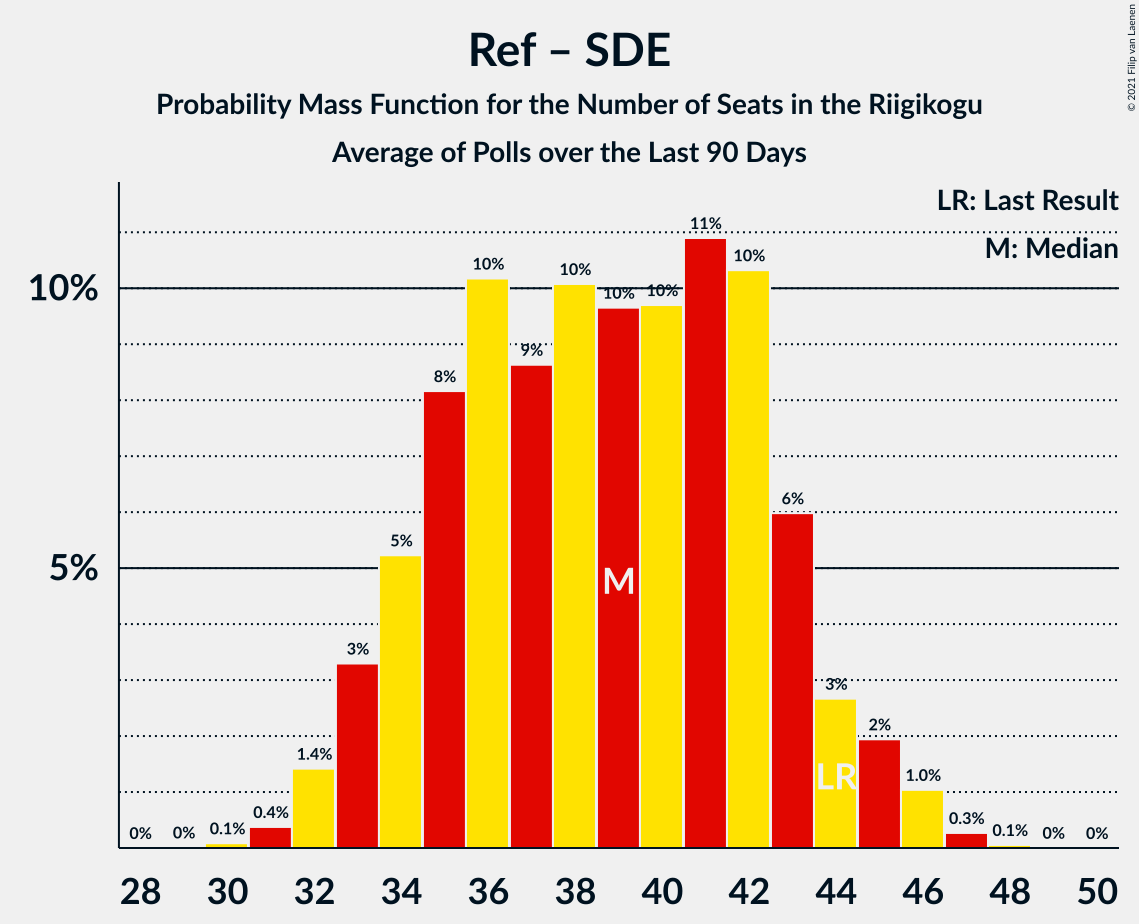 © 2021 Filip van Laenen
Ref – SDE
Probability Mass Function for the Number of Seats in the Riigikogu
Average of Polls over the Last 90 Days
LR: Last Result
M: Median
10%
5%
0%
0%
0.1%
0.4%
1.4%
3%
5%
8%
10%
9%
10%
10%
10%
11%
10%
6%
3%
2%
1.0%
0.3%
0.1%
0%
0%
M
LR
28 30 32 34 36 38 40 42 44 46 48 50